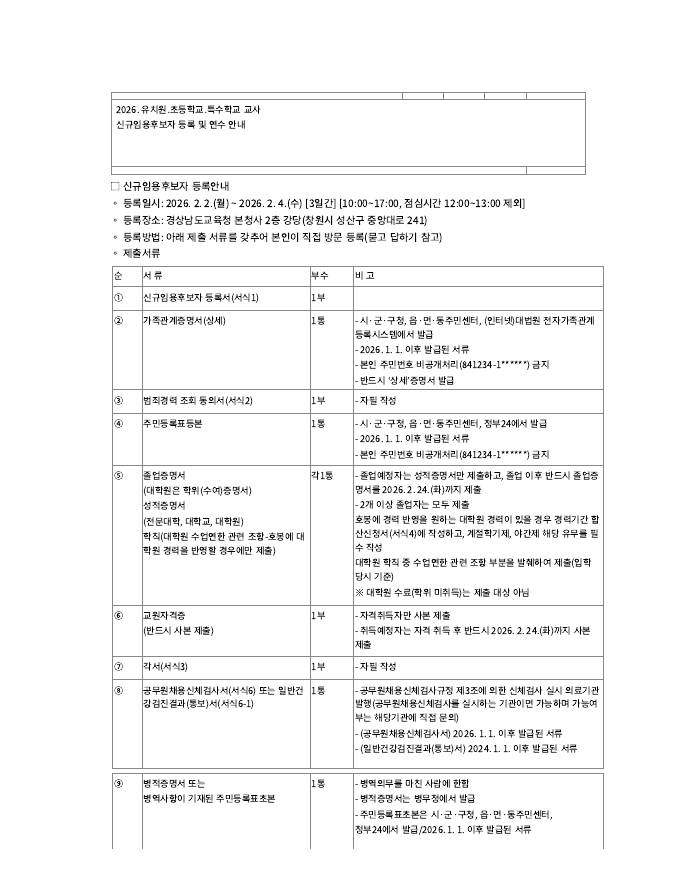 2026. 유치원.초등학교.특수학교 교사
신규임용후보자 등록 및 연수 안내
□ 신규임용후보자 등록안내
∘ 등록일시: 2026. 2. 2.(월) ~ 2026. 2. 4.(수) [3일간] [10:00~17:00, 점심시간 12:00~13:00 제외]
∘ 등록장소: 경상남도교육청 본청사 2층 강당(창원시 성산구 중앙대로 241)
∘ 등록방법: 아래 제출 서류를 갖추어 본인이 직접 방문 등록(묻고 답하기 참고)
∘ 제출서류
순 서 류 부수 비 고
① 신규임용후보자 등록서(서식1) 1부
② 가족관계증명서(상세) 1통 - 시·군·구청, 읍·면·동주민센터, (인터넷)대법원 전자가족관계
등록시스템에서 발급
- 2026. 1. 1. 이후 발급된 서류
- 본인 주민번호 비공개처리(841234-1******) 금지
- 반드시 '상세'증명서 발급
③ 범죄경력 조회 동의서(서식2) 1부 - 자필 작성
④ 주민등록표등본 1통 - 시·군·구청, 읍·면·동주민센터, 정부24에서 발급
- 2026. 1. 1. 이후 발급된 서류
- 본인 주민번호 비공개처리(841234-1******) 금지
⑤ 졸업증명서 각1통 - 졸업예정자는 성적증명서만 제출하고, 졸업 이후 반드시 졸업증
(대학원은 학위(수여)증명서) 명서를 2026. 2. 24.(화)까지 제출
성적증명서 - 2개 이상 졸업자는 모두 제출
(전문대학, 대학교, 대학원) 호봉에 경력 반영을 원하는 대학원 경력이 있을 경우 경력기간 합
학칙(대학원 수업연한 관련 조항-호봉에 대 산신청서(서식4)에 작성하고, 계절학기제, 야간제 해당 유무를 필
학원 경력을 반영할 경우에만 제출) 수 작성
대학원 학칙 중 수업연한 관련 조항 부분을 발췌하여 제출(입학
당시 기준)
※ 대학원 수료(학위 미취득)는 제출 대상 아님
⑥ 교원자격증 1부 - 자격취득자만 사본 제출
(반드시 사본 제출) - 취득예정자는 자격 취득 후 반드시 2026. 2. 24.(화)까지 사본
제출
⑦ 각서(서식3) 1부 - 자필 작성
⑧ 공무원채용신체검사서(서식6) 또는 일반건 1통 - 공무원채용신체검사규정 제3조에 의한 신체검사 실시 의료기관
강검진결과(통보)서(서식6-1) 발행(공무원채용신체검사를 실시하는 기관이면 가능하며 가능여
부는 해당기관에 직접 문의)
- (공무원채용신체검사서) 2026. 1. 1. 이후 발급된 서류
- (일반건강검진결과(통보)서) 2024. 1. 1. 이후 발급된 서류
⑨ 병적증명서 또는 1통 - 병역의무를 마친 사람에 한함
병역사항이 기재된 주민등록표초본 - 병적증명서는 병무청에서 발급
- 주민등록표초본은 시·군·구청, 읍·면·동주민센터,
정부24에서 발급/2026. 1. 1. 이후 발급된 서류